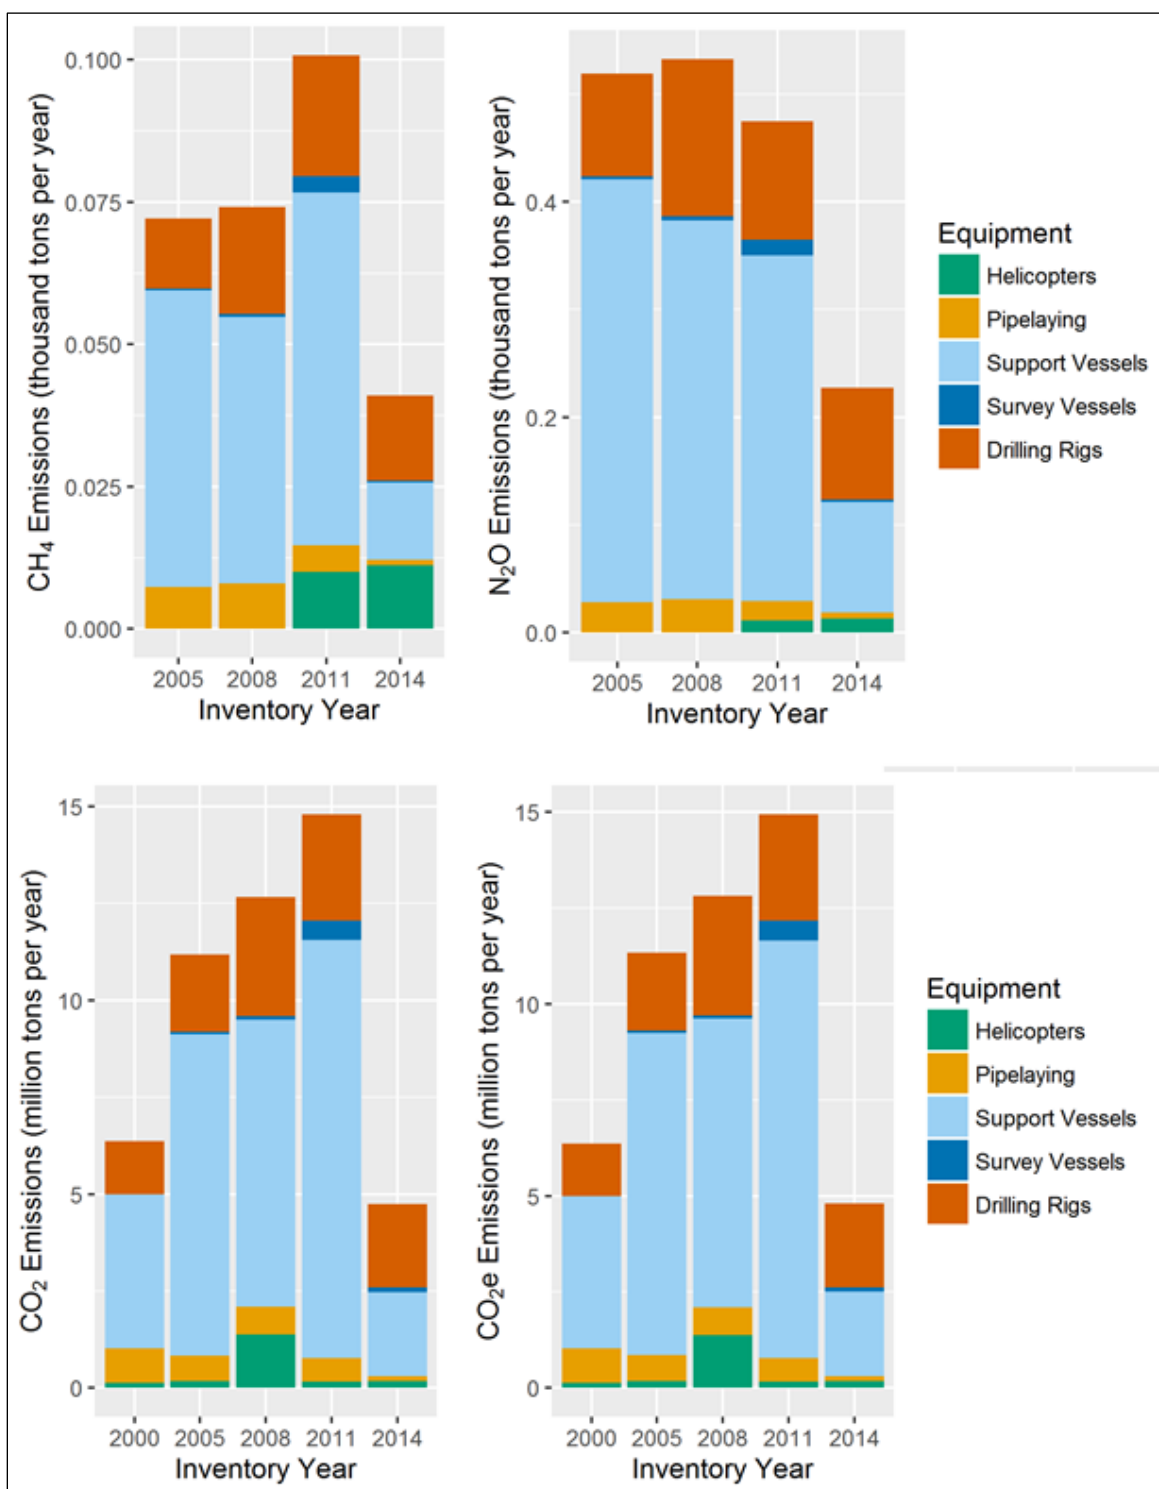 CH₄ Emissions (thousand tons per year)
0.100
0.075
0.050
0.025
0.000
2005 2008 2011 2014
Inventory Year
N₂O Emissions (thousand tons per year)
0.4
0.2
0.0
2005 2008 2011 2014
Inventory Year
Equipment
Helicopters
Pipelaying
Support Vessels
Survey Vessels
Drilling Rigs
CO₂ Emissions (million tons per year)
15
10
5
0
2000 2005 2008 2011 2014
Inventory Year
CO₂e Emissions (million tons per year)
15
10
5
0
2000 2005 2008 2011 2014
Inventory Year
Equipment
Helicopters
Pipelaying
Support Vessels
Survey Vessels
Drilling Rigs